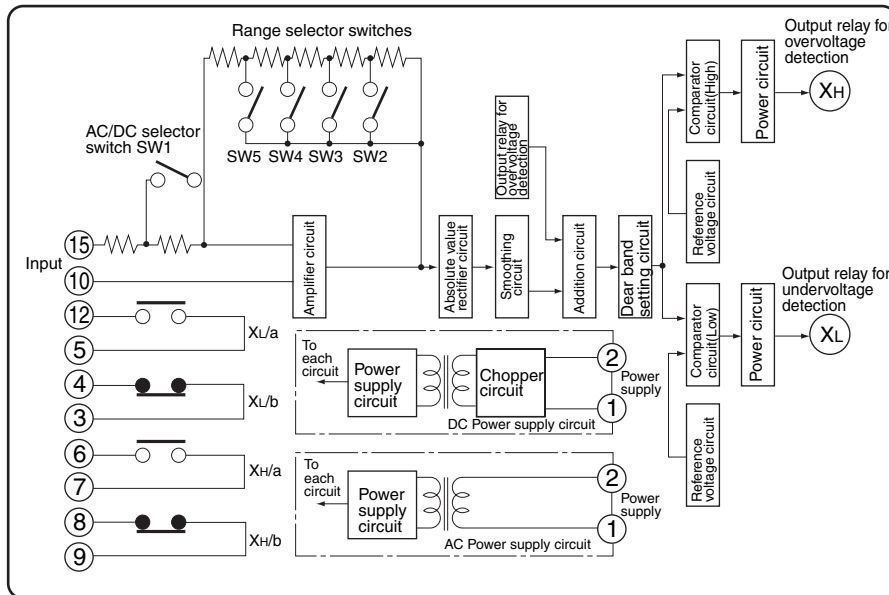 Range selector switches
Output relay for
overvoltage
detection
AC/DC selector
switch SW1
SW5
SW4
SW3
SW2
Output relay for
overvoltage
detection
Comparator
circuit(High)
Power circuit
XH
Reference
voltage circuit
Input
15
10
Amplifier circuit
Absolute value
rectifier circuit
Smoothing
circuit
Addition circuit
Dear band
setting circuit
Output relay for
undervoltage
detection
Comparator
circuit(Low)
Power circuit
XL
Reference
voltage circuit
12
5
XL/a
4
3
XL/b
6
7
XH/a
8
9
XH/b
To
each
circuit
Power
supply
circuit
Chopper
circuit
2
Power
supply
1
DC Power supply circuit
To
each
circuit
Power
supply
circuit
2
Power
supply
1
AC Power supply circuit